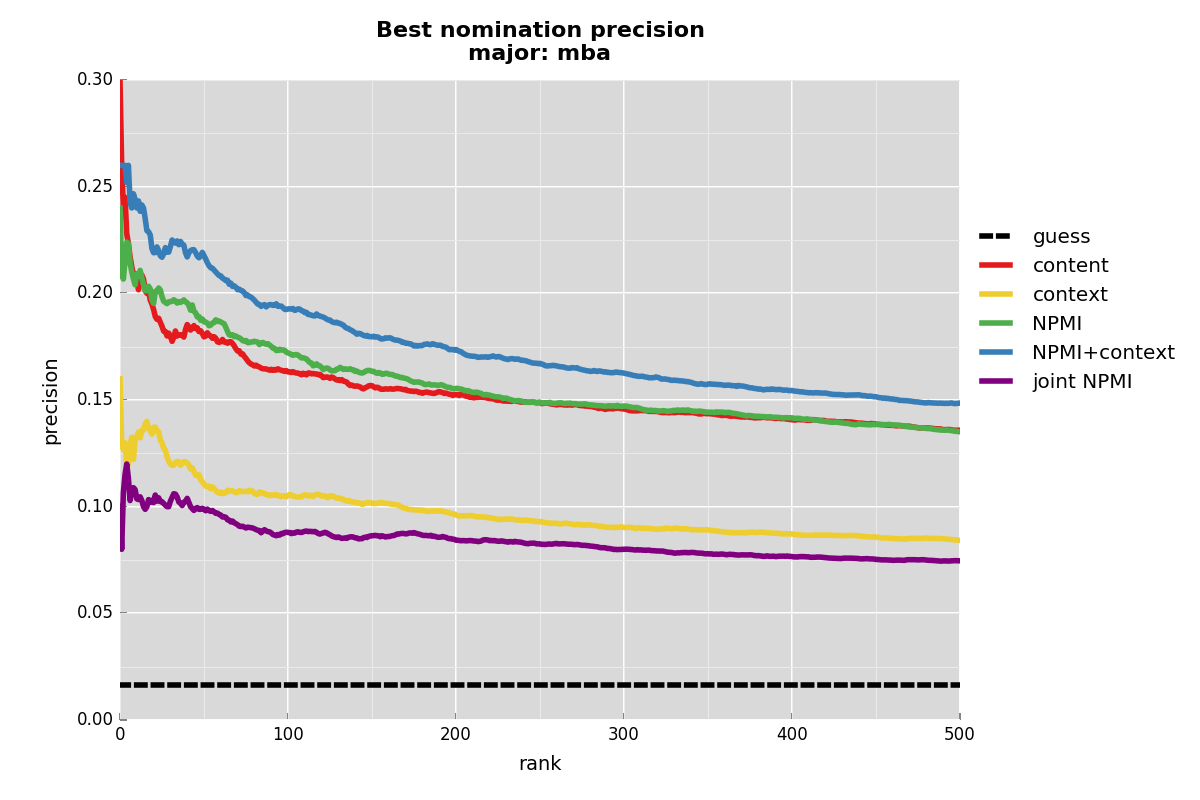 Best nomination precision
major: mba
precision
0.30
0.25
0.20
0.15
0.10
0.05
0.00
0
100
200
300
400
500
rank
guess
content
context
NPMI
NPMI+context
joint NPMI